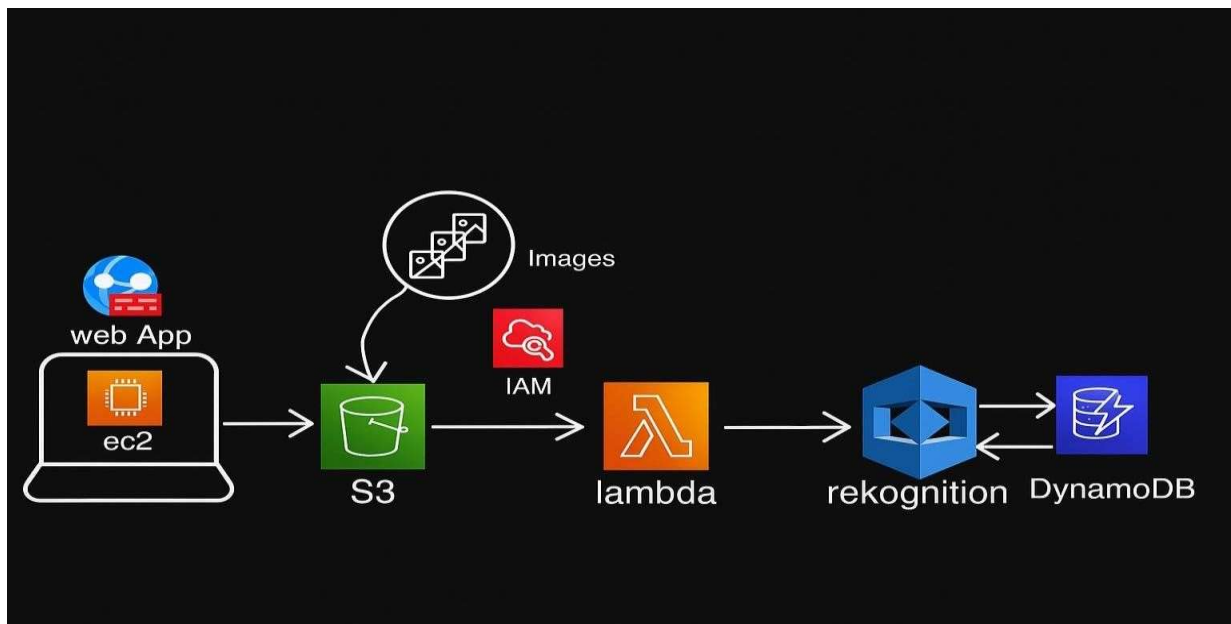 Images
web App
IAM
ec2
S3
lambda
rekognition
DynamoDB